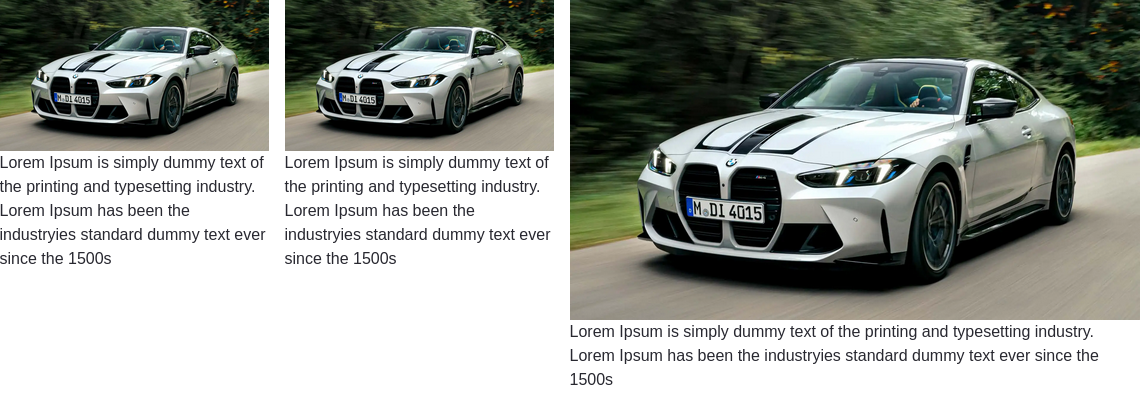 M DI 4015
Lorem Ipsum is simply dummy text of
the printing and typesetting industry.
Lorem Ipsum has been the
industryies standard dummy text ever
since the 1500s
M DI 4015
Lorem Ipsum is simply dummy text of
the printing and typesetting industry.
Lorem Ipsum has been the
industryies standard dummy text ever
since the 1500s
M DI 4015
Lorem Ipsum is simply dummy text of the printing and typesetting industry.
Lorem Ipsum has been the industryies standard dummy text ever since the
1500s